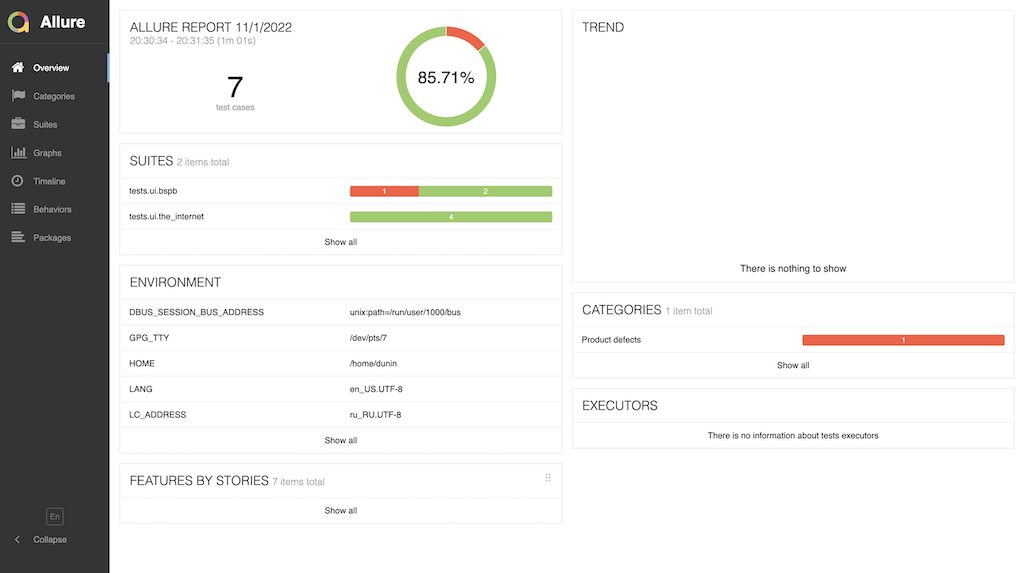 Allure
Overview
Categories
Suites
Graphs
Timeline
Behaviors
Packages
En
Collapse
ALLURE REPORT 11/1/2022
20:30:34 - 20:31:35 (1m 01s)
7
test cases
85.71%
SUITES 2 items total
tests.ui.bspb 1 2
tests.ui.the_internet 4
Show all
ENVIRONMENT
DBUS_SESSION_BUS_ADDRESS unix:path=/run/user/1000/bus
GPG_TTY /dev/pts/7
HOME /home/dunin
LANG en_US.UTF-8
LC_ADDRESS ru_RU.UTF-8
Show all
FEATURES BY STORIES 7 items total
Show all
TREND
There is nothing to show
CATEGORIES 1 item total
Product defects 1
Show all
EXECUTORS
There is no information about tests executors